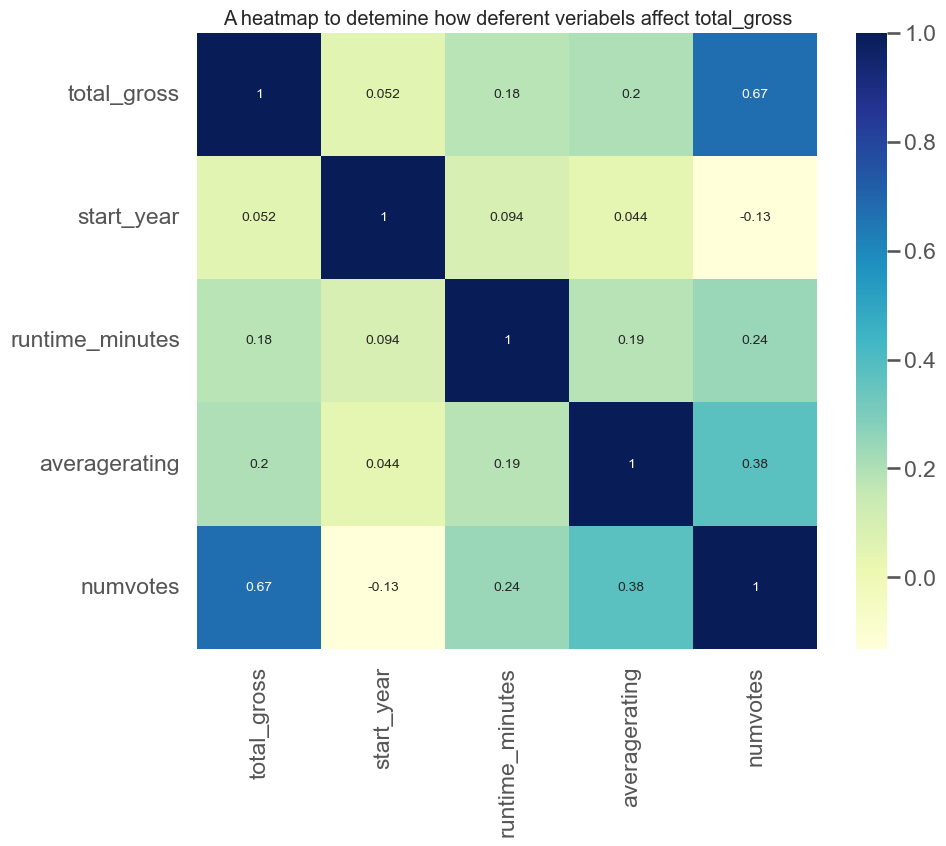 A heatmap to detemine how deferent veriabels affect total_gross
total_gross 1 0.052 0.18 0.2 0.67
start_year 0.052 1 0.094 0.044 -0.13
runtime_minutes 0.18 0.094 1 0.19 0.24
averagerating 0.2 0.044 0.19 1 0.38
numvotes 0.67 -0.13 0.24 0.38 1
total_gross
start_year
runtime_minutes
averagerating
numvotes
1.0
0.8
0.6
0.4
0.2
0.0